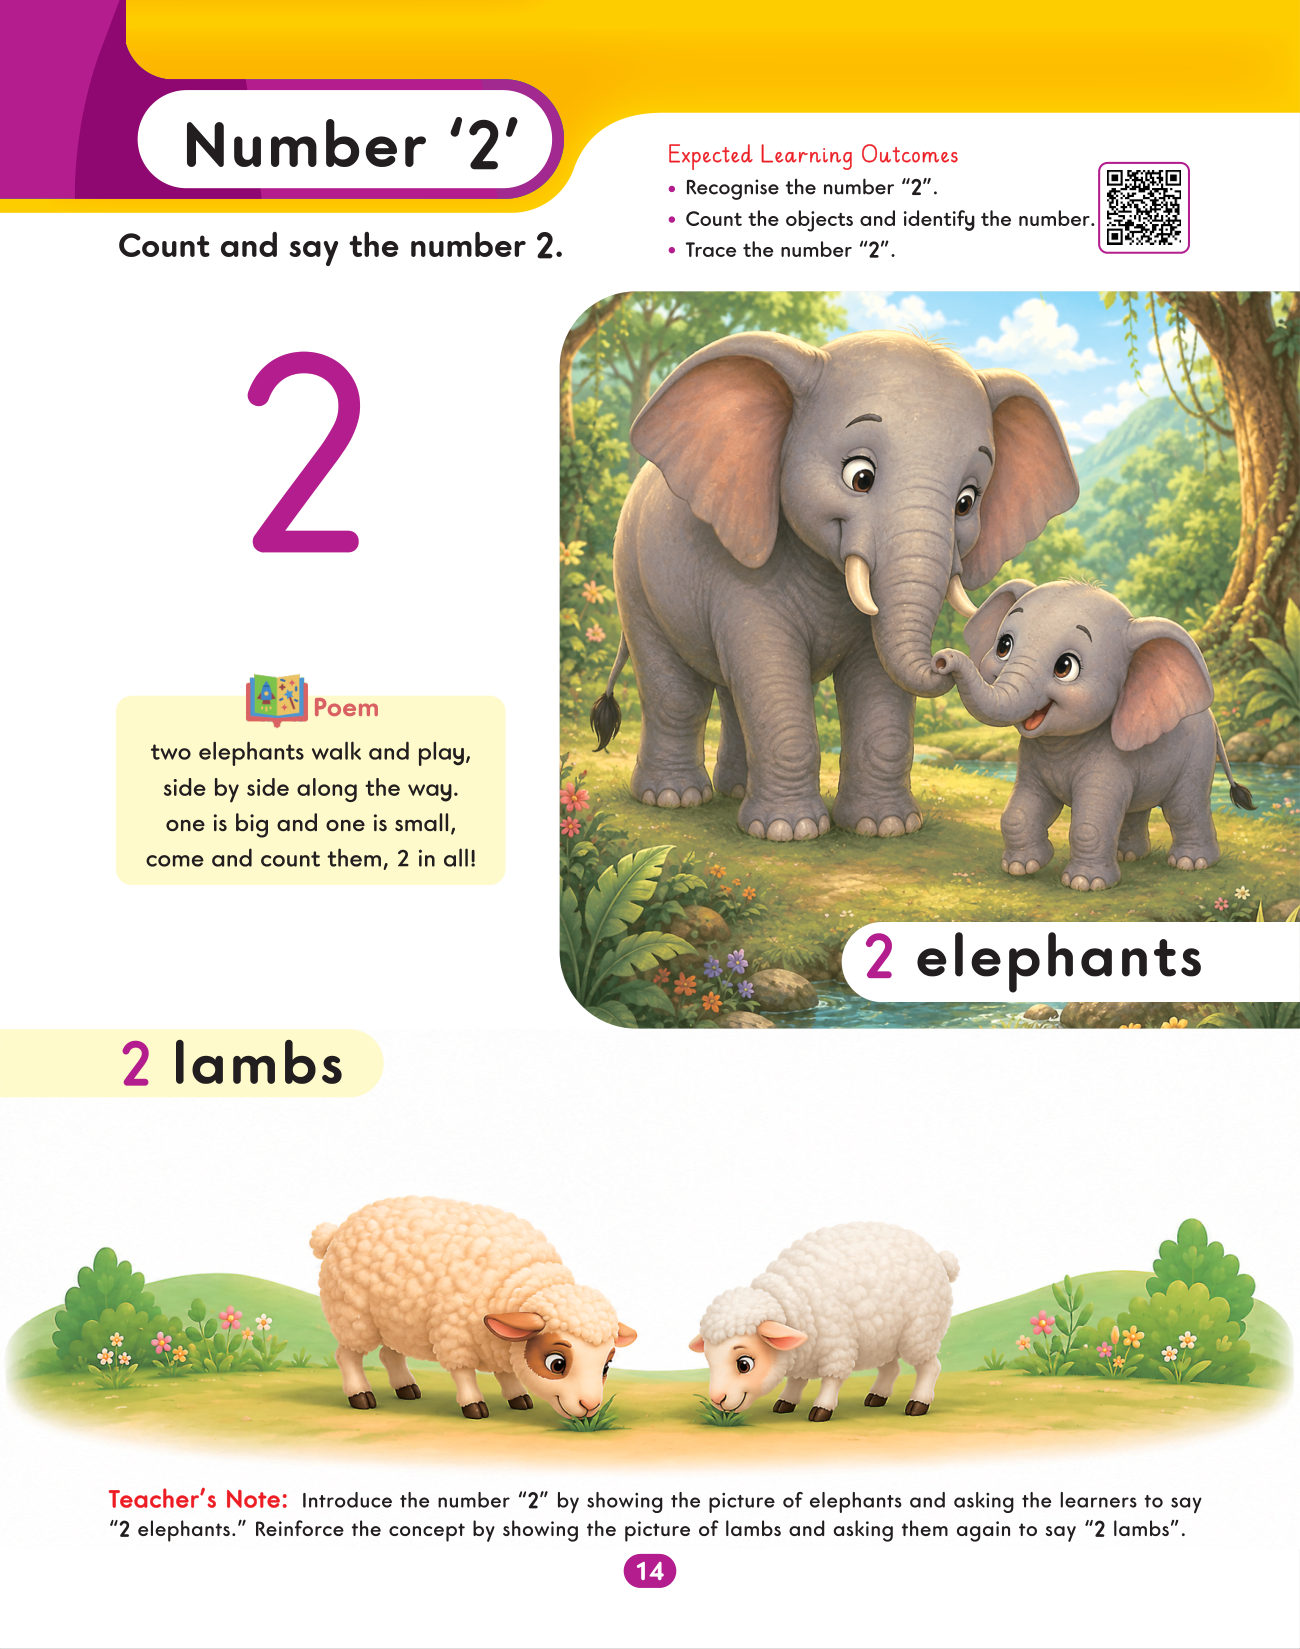 Number ‘2’
Expected Learning Outcomes
• Recognise the number “2”.
• Count the objects and identify the number.
• Trace the number “2”.
Count and say the number 2.
2
Poem
two elephants walk and play,
side by side along the way.
one is big and one is small,
come and count them, 2 in all!
2 elephants
2 lambs
Teacher’s Note: Introduce the number “2” by showing the picture of elephants and asking the learners to say
“2 elephants.” Reinforce the concept by showing the picture of lambs and asking them again to say “2 lambs”.
14